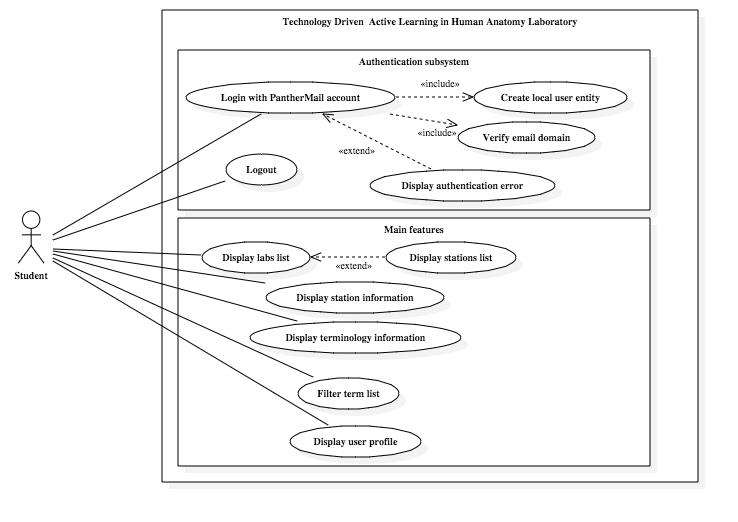 Technology Driven Active Learning in Human Anatomy Laboratory
Authentication subsystem
«include»
Login with PantherMail account
Create local user entity
«include»
Verify email domain
«extend»
Logout
Display authentication error
Student
Main features
Display labs list
Display stations list
«extend»
Display station information
Display terminology information
Filter term list
Display user profile